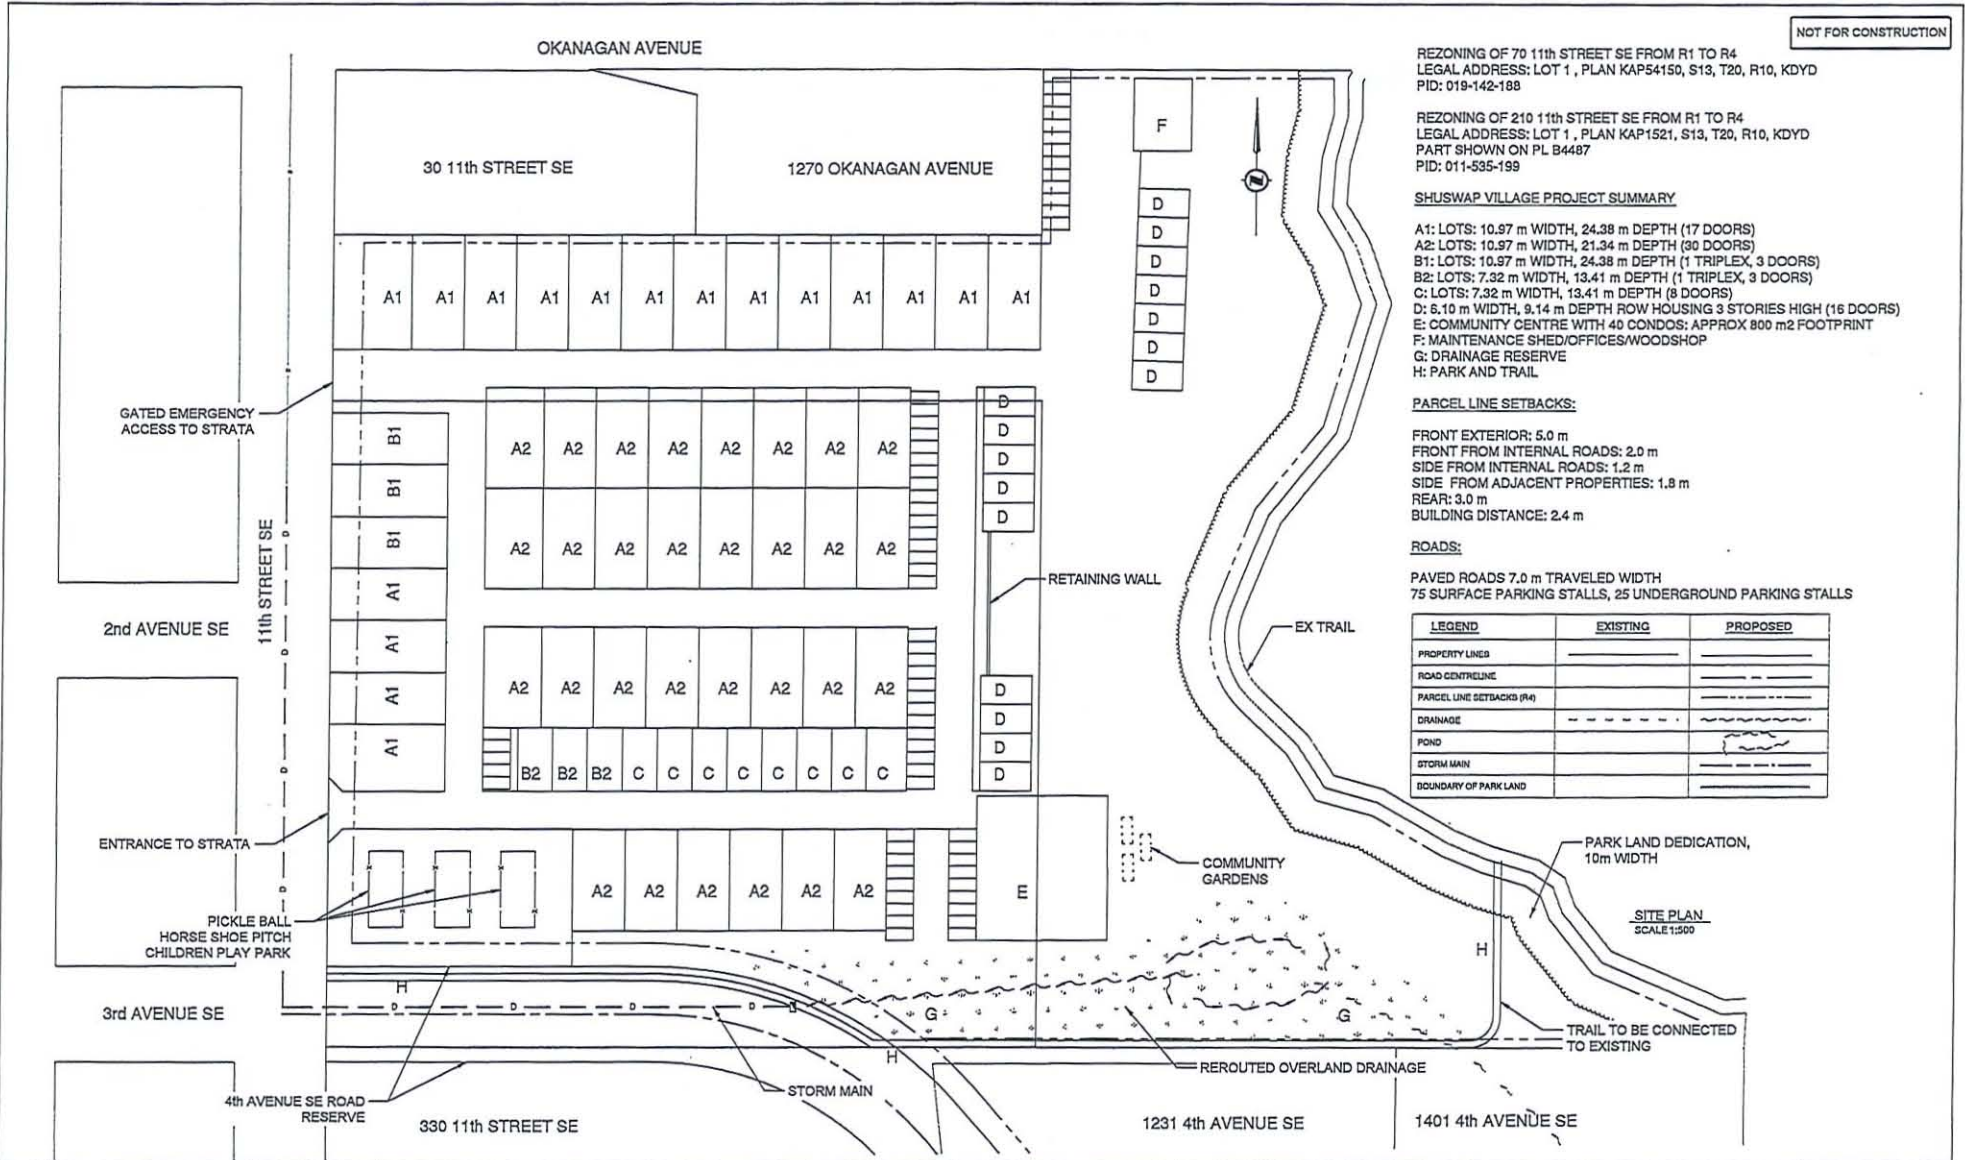 NOT FOR CONSTRUCTION
OKANAGAN AVENUE
REZONING OF 70 11th STREET SE FROM R1 TO R4
LEGAL ADDRESS: LOT 1 , PLAN KAP54150, S13, T20, R10, KDYD
PID: 019-142-188
REZONING OF 210 11th STREET SE FROM R1 TO R4
LEGAL ADDRESS: LOT 1 , PLAN KAP1521, S13, T20, R10, KDYD
PART SHOWN ON PL B4487
PID: 011-535-199
SHUSWAP VILLAGE PROJECT SUMMARY
A1: LOTS: 10.97 m WIDTH, 24.38 m DEPTH (17 DOORS)
A2: LOTS: 10.97 m WIDTH, 21.34 m DEPTH (30 DOORS)
B1: LOTS: 10.97 m WIDTH, 24.38 m DEPTH (1 TRIPLEX, 3 DOORS)
B2: LOTS: 7.32 m WIDTH, 13.41 m DEPTH (1 TRIPLEX, 3 DOORS)
C: LOTS: 7.32 m WIDTH, 13.41 m DEPTH (8 DOORS)
D: 6.10 m WIDTH, 9.14 m DEPTH ROW HOUSING 3 STORIES HIGH (16 DOORS)
E: COMMUNITY CENTRE WITH 40 CONDOS: APPROX 800 m2 FOOTPRINT
F: MAINTENANCE SHED/OFFICES/WOODSHOP
G: DRAINAGE RESERVE
H: PARK AND TRAIL
PARCEL LINE SETBACKS:
FRONT EXTERIOR: 5.0 m
FRONT FROM INTERNAL ROADS: 2.0 m
SIDE FROM INTERNAL ROADS: 1.2 m
SIDE FROM ADJACENT PROPERTIES: 1.8 m
REAR: 3.0 m
BUILDING DISTANCE: 2.4 m
ROADS:
PAVED ROADS 7.0 m TRAVELED WIDTH
75 SURFACE PARKING STALLS, 25 UNDERGROUND PARKING STALLS
LEGEND EXISTING PROPOSED
PROPERTY LINES
ROAD CENTRELINE
PARCEL LINE SETBACKS (R4)
DRAINAGE
POND
STORM MAIN
BOUNDARY OF PARK LAND
30 11th STREET SE
1270 OKANAGAN AVENUE
F
D
D
D
D
D
D
D
A1 A1 A1 A1 A1 A1 A1 A1 A1 A1 A1 A1 A1
GATED EMERGENCY
ACCESS TO STRATA
11th STREET SE
B1
B1
B1
A1
A1
A1
A1
A2 A2 A2 A2 A2 A2 A2 A2
A2 A2 A2 A2 A2 A2 A2 A2
D
D
D
D
D
RETAINING WALL
2nd AVENUE SE
EX TRAIL
A2 A2 A2 A2 A2 A2 A2 A2
B2 B2 B2 C C C C C C C C
D
D
D
D
ENTRANCE TO STRATA
PICKLE BALL
HORSE SHOE PITCH
CHILDREN PLAY PARK
A2 A2 A2 A2 A2 A2
E
COMMUNITY
GARDENS
PARK LAND DEDICATION,
10m WIDTH
SITE PLAN
SCALE 1:500
H
H
G
G
H
D
D
D
D
D
D
D
D
3rd AVENUE SE
TRAIL TO BE CONNECTED
TO EXISTING
REROUTED OVERLAND DRAINAGE
STORM MAIN
4th AVENUE SE ROAD
RESERVE
330 11th STREET SE
1231 4th AVENUE SE
1401 4th AVENUE SE